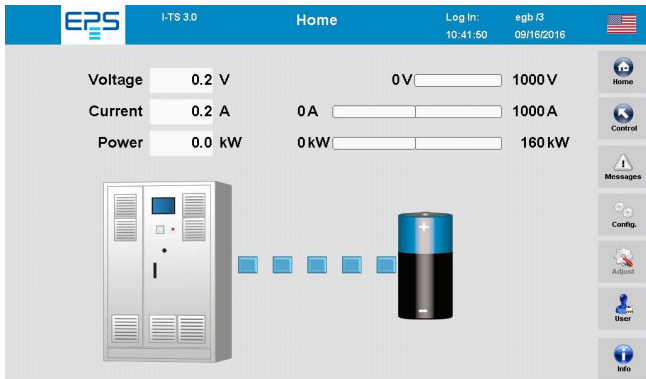 EPS
I-TS 3.0
Home
Log In: egb /3
10:41:50 09/16/2016
Voltage 0.2 V 0 V 1000 V
Current 0.2 A 0 A 1000 A
Power 0.0 kW 0 kW 160 kW
+
-
Home
Control
Messages
Config.
Adjust
User
Info